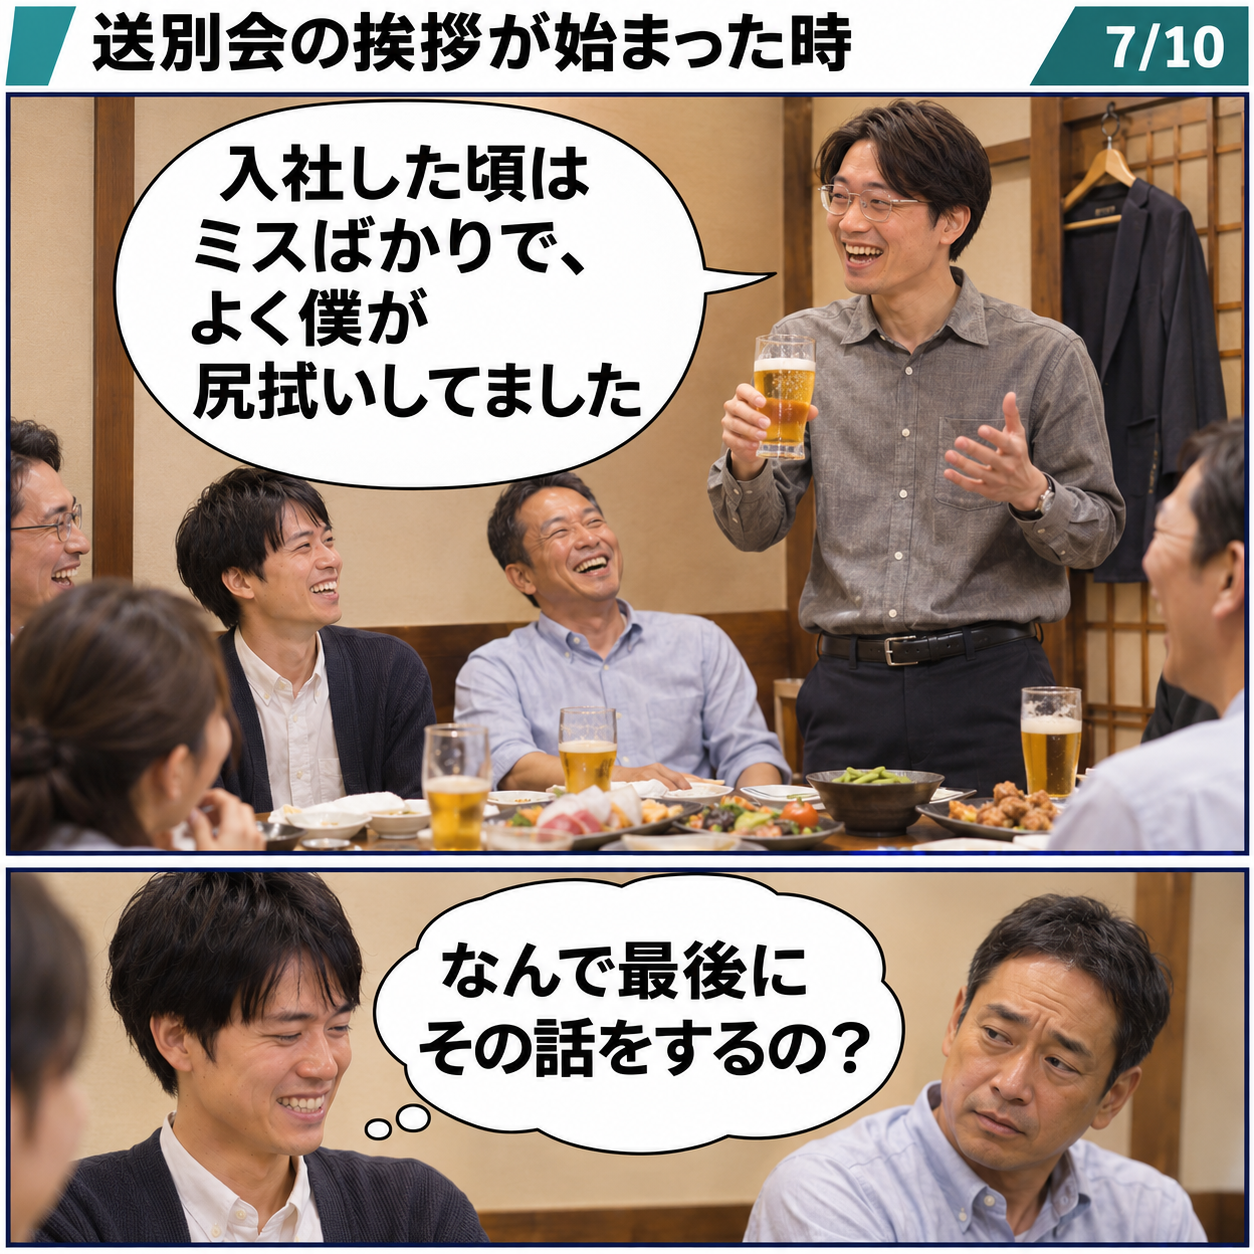 送別会の挨拶が始まった時
7/10
入社した頃は
ミスばかりで、
よく僕が
尻拭いしてました
なんで最後に
その話をするの？